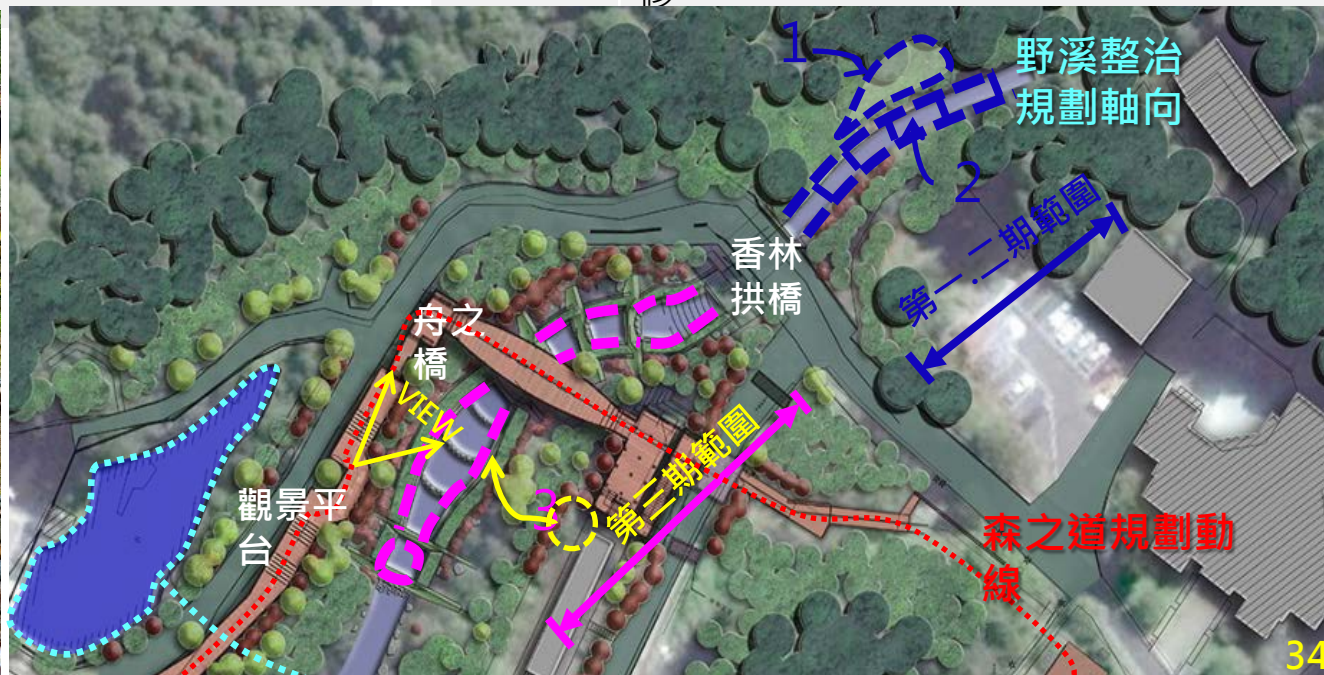 1
野溪整治
規劃軸向
2
第一.二期範圍
香林
拱橋
舟之
橋
VIEW
觀景平
台
3
第三期範圍
森之道規劃動
線
34